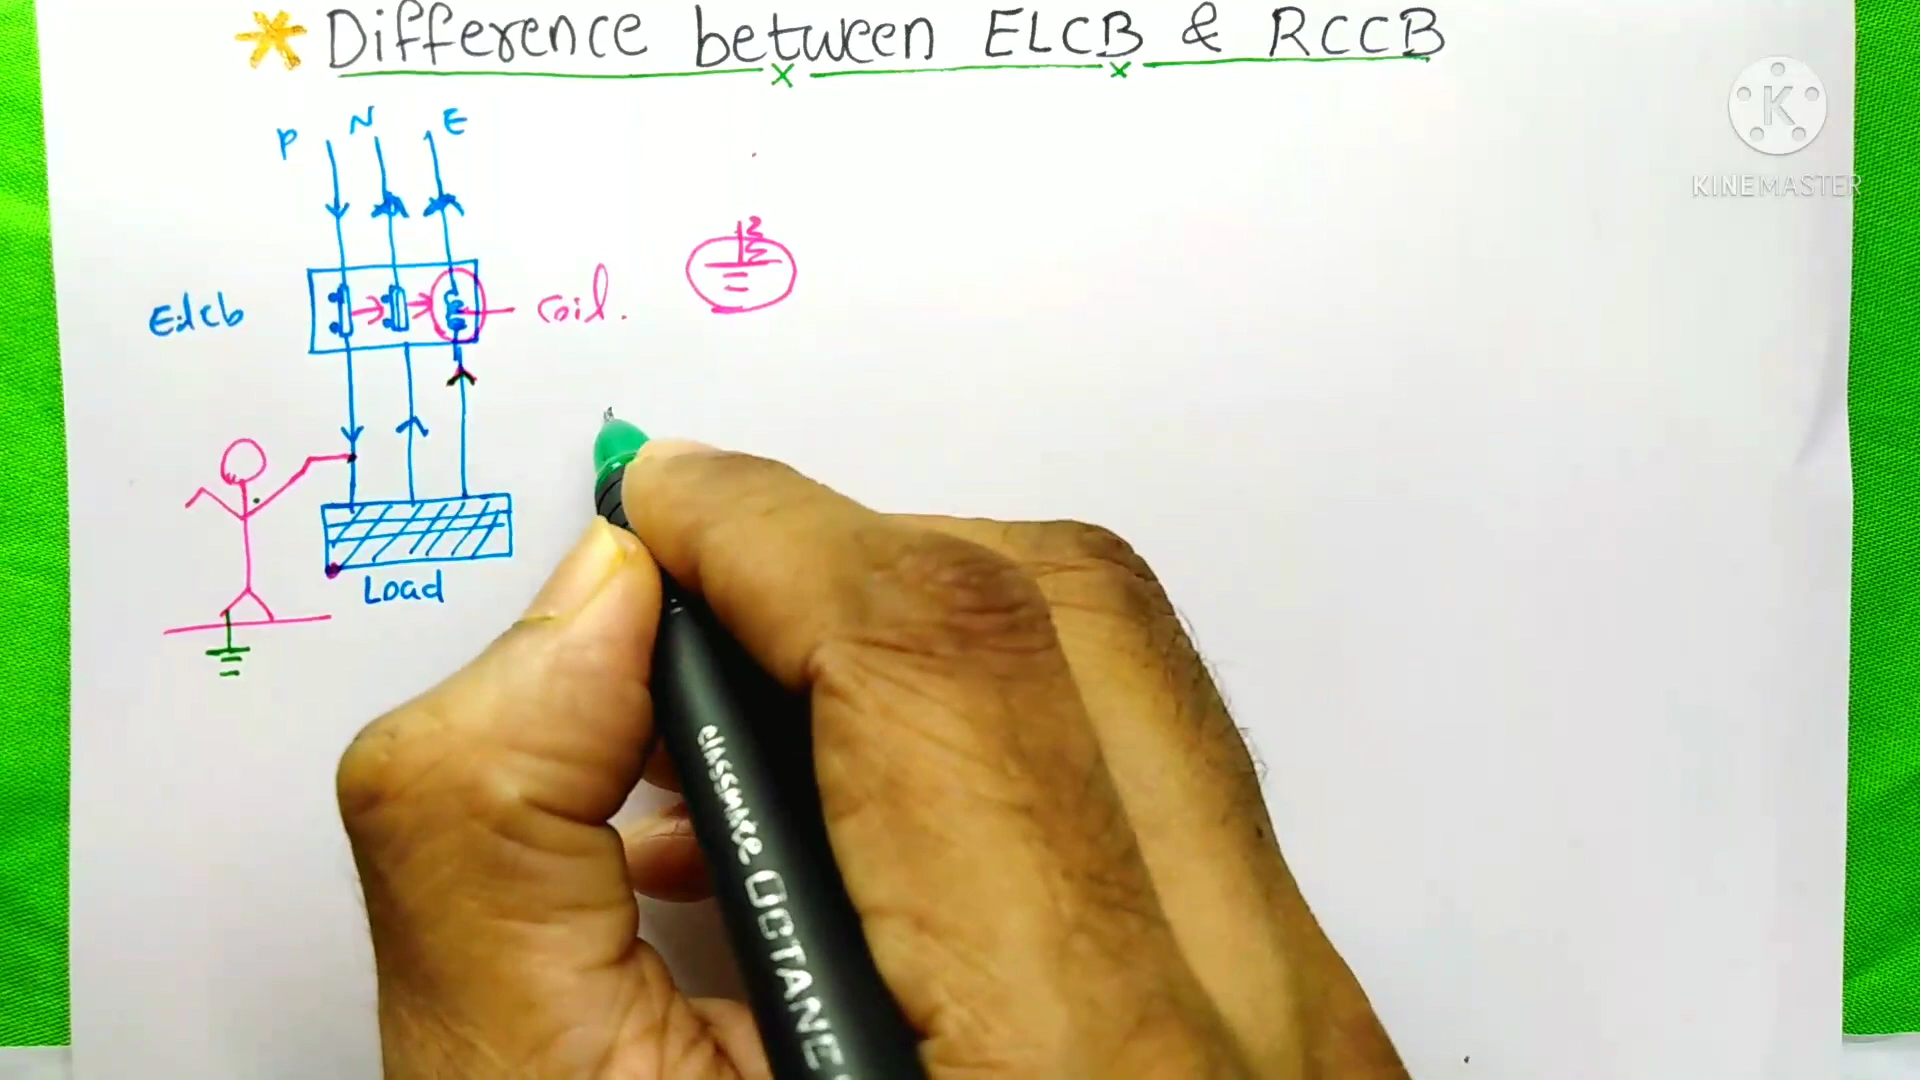 Difference between ELCB & RCCB
P N E
K
KINEMASTER
Elcb
coil.
Load
classmate OCTANE